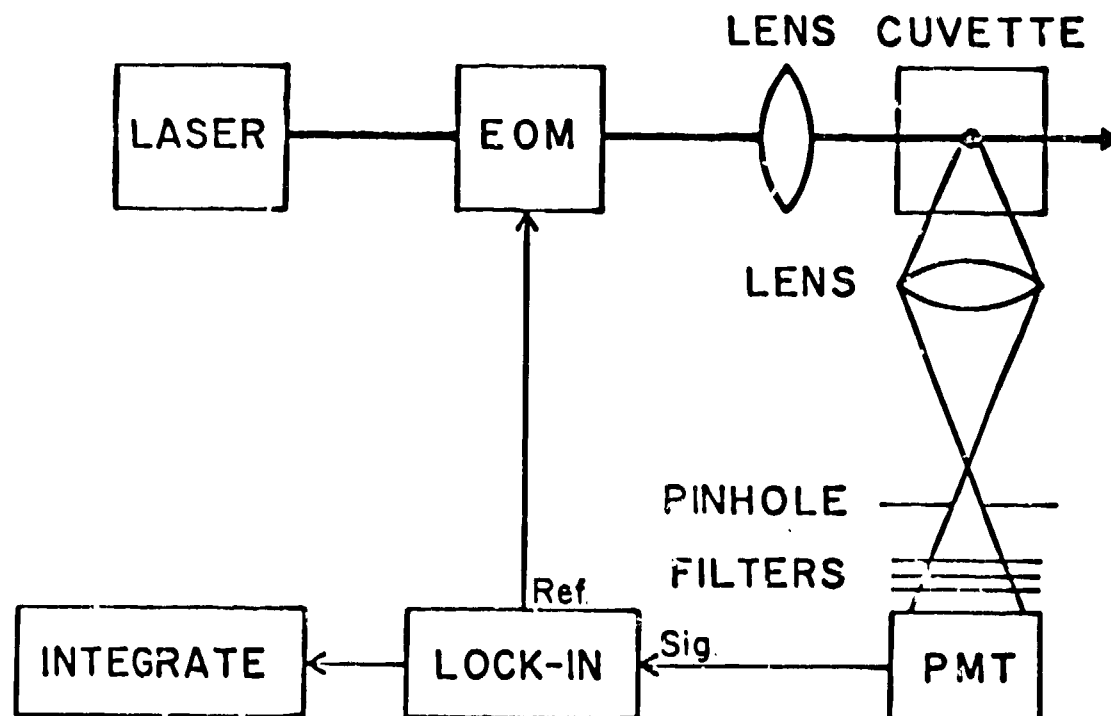 LENS CUVETTE
LASER
EOM
LENS
PINHOLE
FILTERS
Ref.
Sig.
INTEGRATE
LOCK-IN
PMT